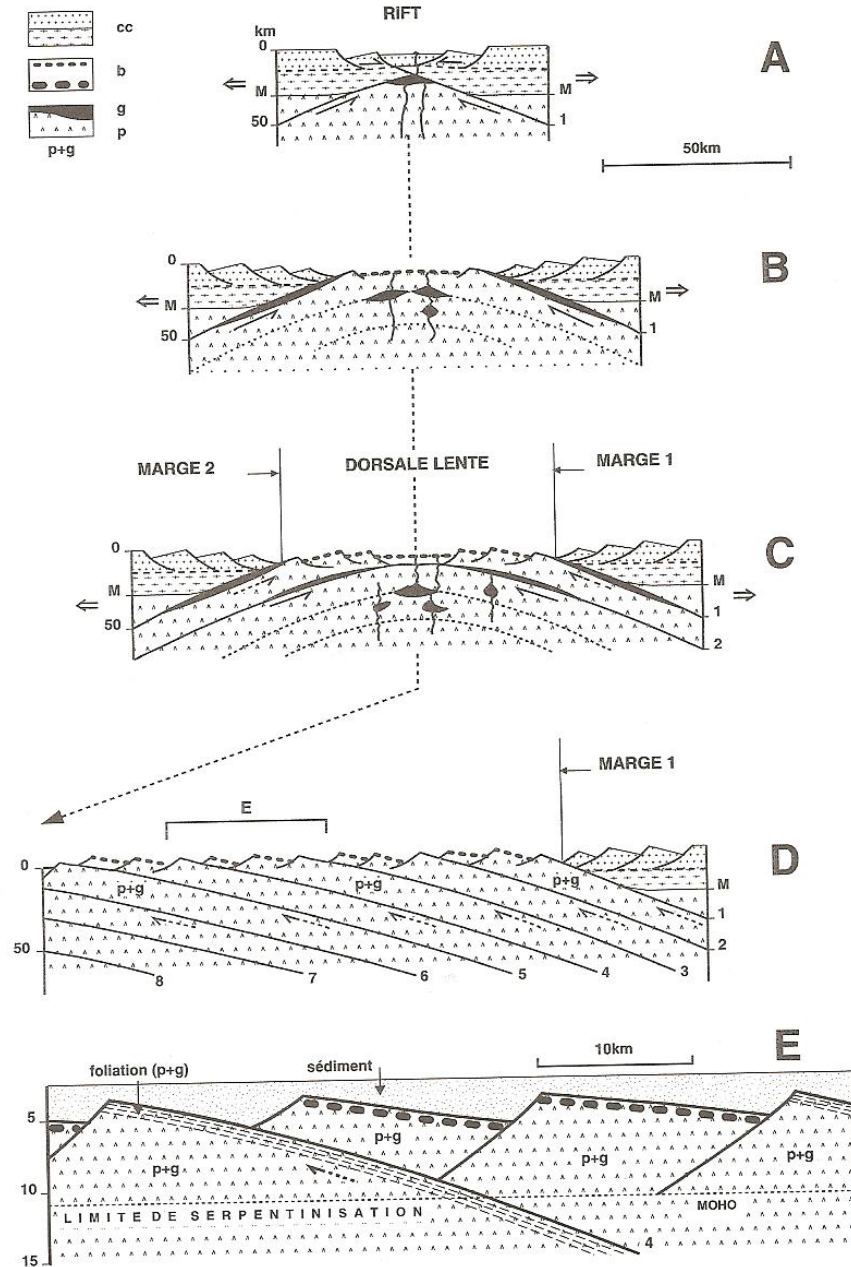 cc
b
g
p
p+g
RIFT
km
0
M
50
M
1
A
50km
B
0
M
50
M
1
MARGE 2
DORSALE LENTE
MARGE 1
C
0
M
50
M
1
2
MARGE 1
E
D
0
50
p+g
p+g
p+g
M
1
2
3
4
5
6
7
8
E
10km
foliation (p+g)
sédiment
5
10
15
p+g
p+g
p+g
p+g
MOHO
LIMITE DE SERPENTINISATION
4